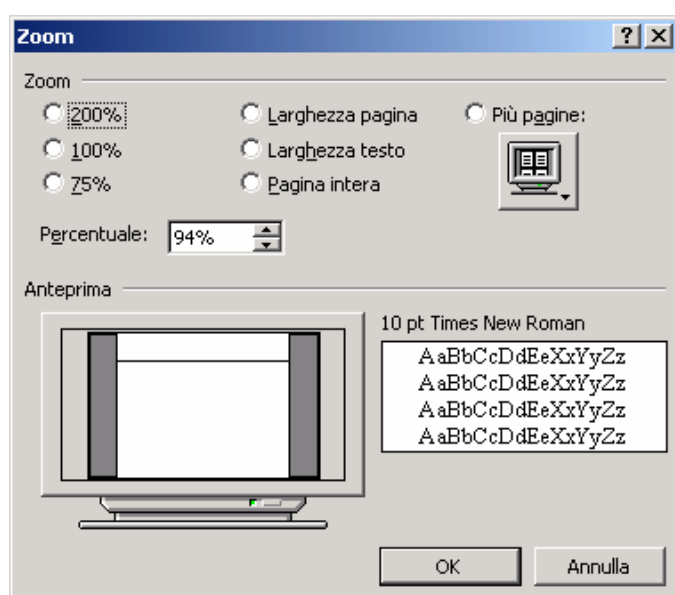 Zoom
Zoom
200% Larghezza pagina Più pagine:
100% Larghezza testo
75% Pagina intera
Percentuale: 94%
Anteprima
10 pt Times New Roman
AaBbCcDdEeXxYyZz
AaBbCcDdEeXxYyZz
AaBbCcDdEeXxYyZz
AaBbCcDdEeXxYyZz
OK Annulla